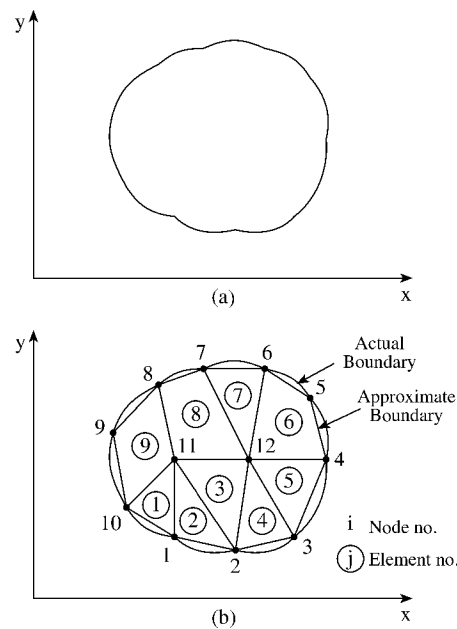 y
x
(a)
y
Actual
Boundary
7
6
8
5
Approximate
Boundary
7
6
8
9
9
11
12
4
5
3
1
10
2
4
i Node no.
1
3
2
j Element no.
x
(b)